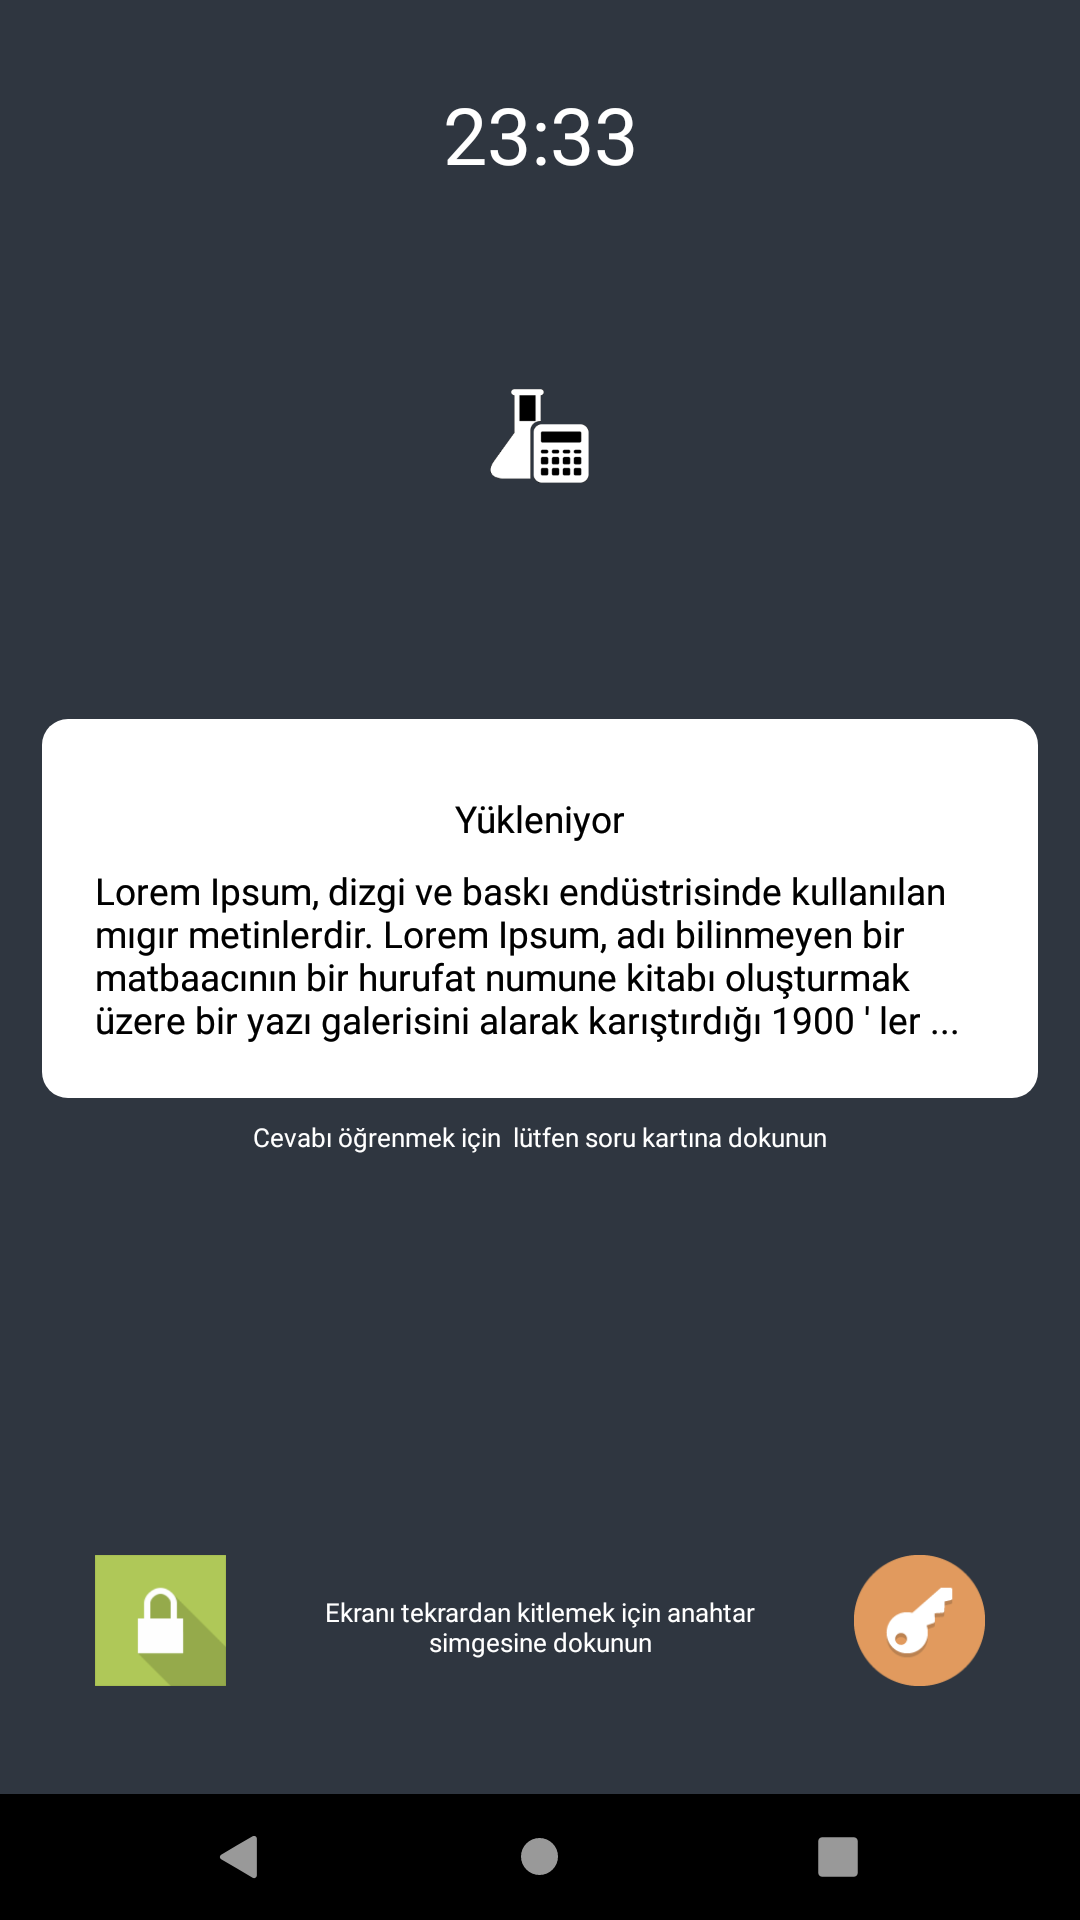 23:33
Yükleniyor
Lorem Ipsum, dizgi ve baskı endüstrisinde kullanılan
mıgır metinlerdir. Lorem Ipsum, adı bilinmeyen bir
matbaacının bir hurufat numune kitabı oluşturmak
üzere bir yazı galerisini alarak karıştırdığı 1900 ' ler ...
Cevabı öğrenmek için  lütfen soru kartına dokunun
Ekranı tekrardan kitlemek için anahtar
simgesine dokunun